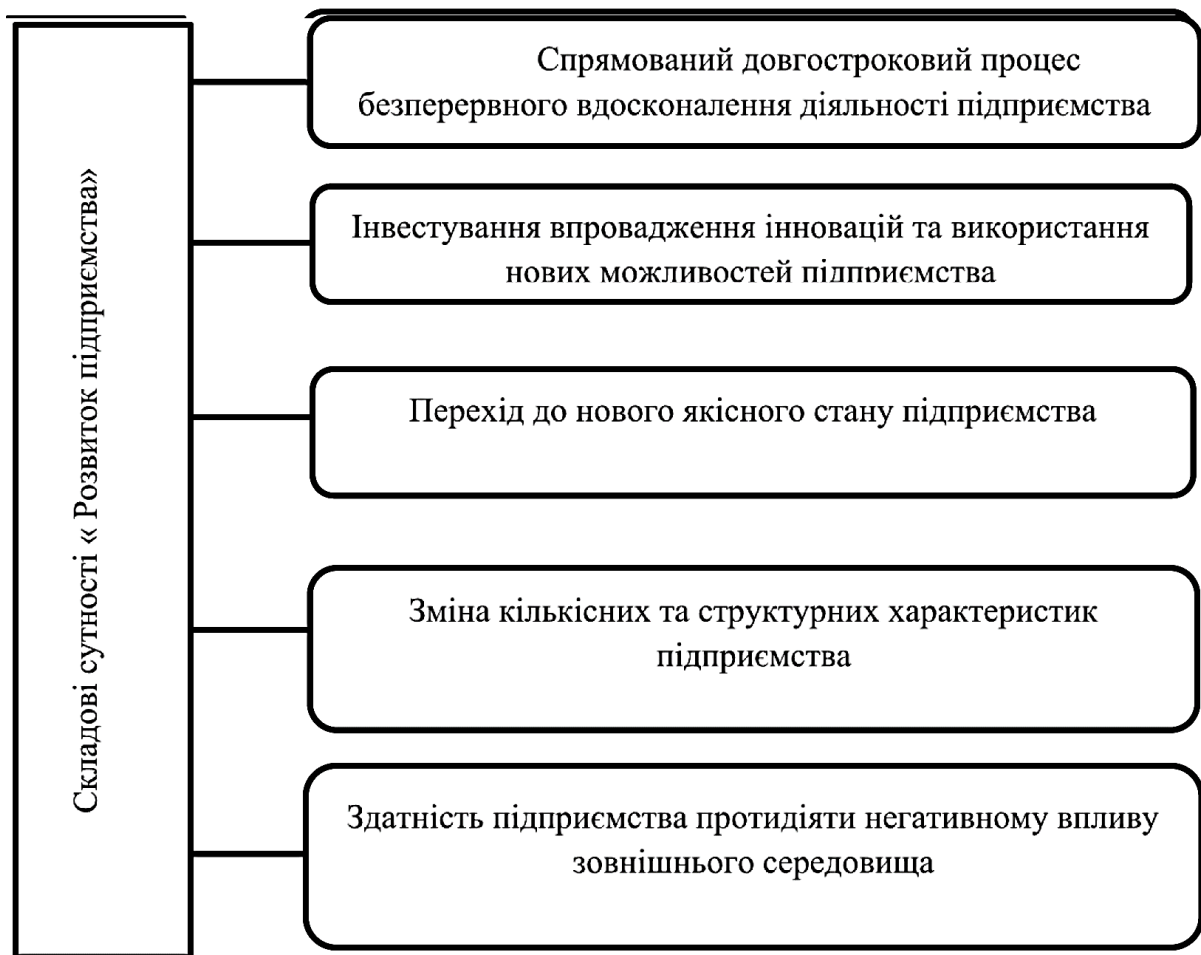 Складові сутності « Розвиток підприємства»
Спрямований довгостроковий процес
безперервного вдосконалення діяльності підприємства
Інвестування впровадження інновацій та використання
нових можливостей підприємства
Перехід до нового якісного стану підприємства
Зміна кількісних та структурних характеристик
підприємства
Здатність підприємства протидіяти негативному впливу
зовнішнього середовища